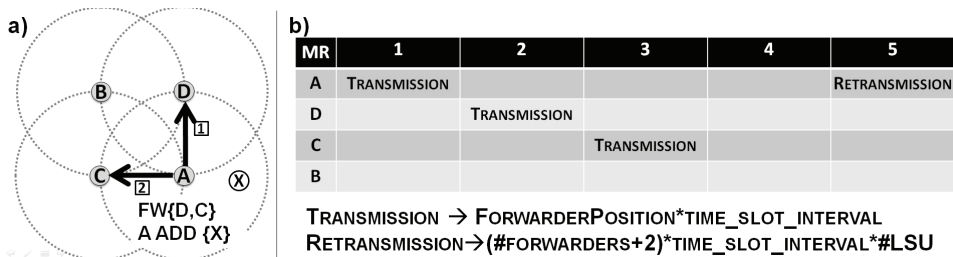 a)
B
D
1
C
2
A
X
FW{D,C}
A ADD {X}
b)
MR 1 2 3 4 5
A TRANSMISSION RETRANSMISSION
D TRANSMISSION
C TRANSMISSION
B
TRANSMISSION → FORWARDERPOSITION*TIME_SLOT_INTERVAL
RETRANSMISSION→(#FORWARDERS+2)*TIME_SLOT_INTERVAL*#LSU